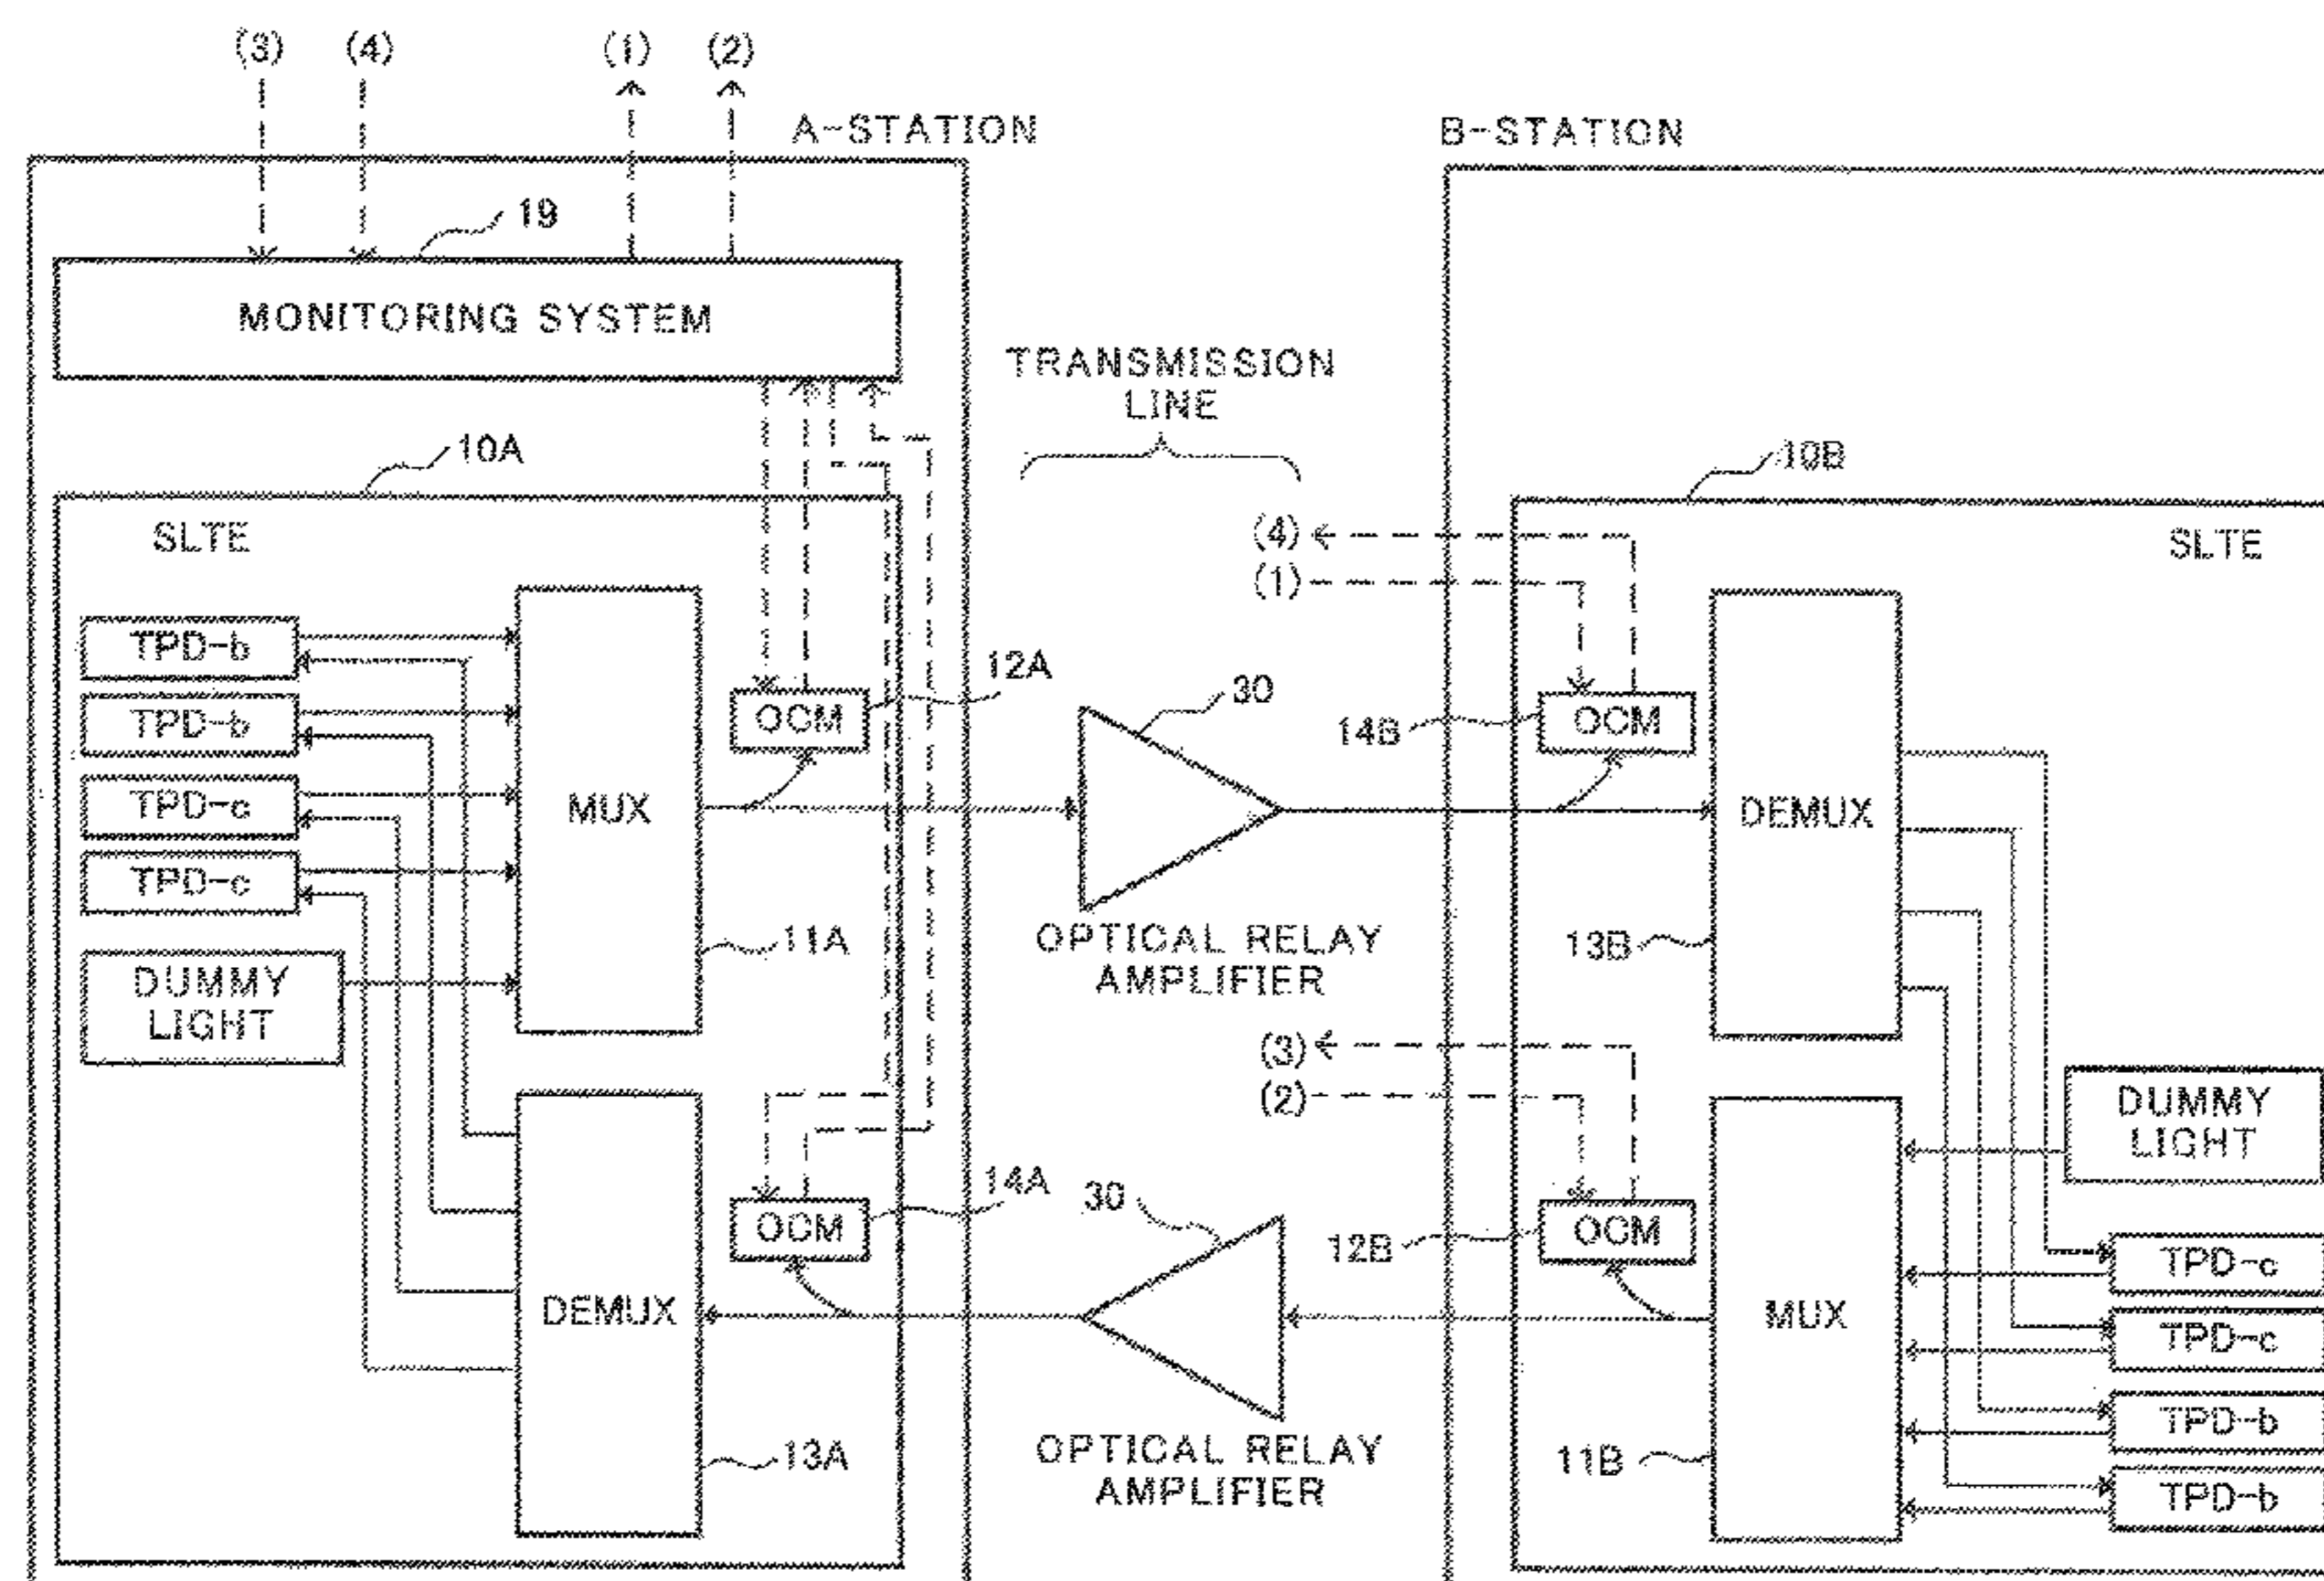 (3) (4) (1) (2)
A-STATION
B-STATION
19
MONITORING SYSTEM
TRANSMISSION
LINE
10A
10B
SLTE
SLTE
(4)
(1)
TPD-b
TPD-b
TPD-c
TPD-c
DUMMY
LIGHT
MUX
11A
OCM
12A
30
OPTICAL RELAY
AMPLIFIER
14B
OCM
DEMUX
13B
(3)
(2)
DUMMY
LIGHT
DEMUX
13A
OCM
14A
30
OPTICAL RELAY
AMPLIFIER
12B
OCM
MUX
11B
TPD-c
TPD-c
TPD-b
TPD-b